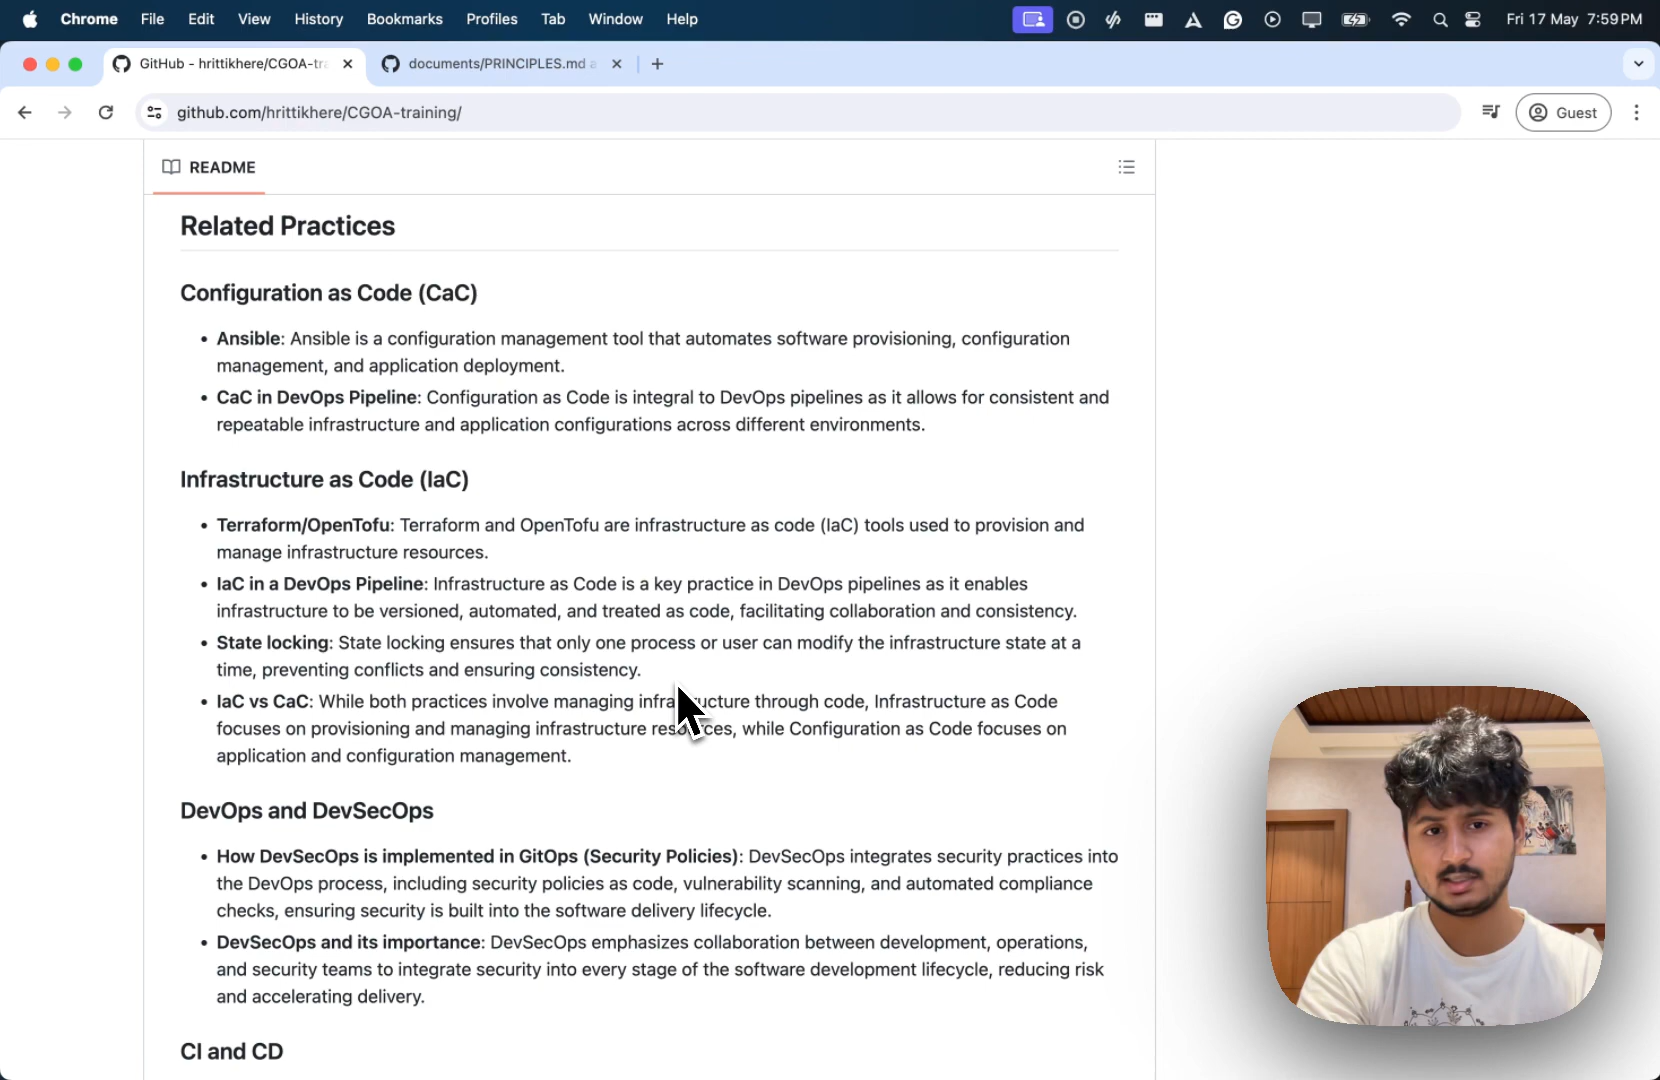 Chrome File Edit View History Bookmarks Profiles Tab Window Help Fri 17 May 7:59 PM
GitHub - hrittikhere/CGOA-tra documents/PRINCIPLES.md a
github.com/hrittikhere/CGOA-training/ Guest
README
Related Practices
Configuration as Code (CaC)
• Ansible: Ansible is a configuration management tool that automates software provisioning, configuration
management, and application deployment.
• CaC in DevOps Pipeline: Configuration as Code is integral to DevOps pipelines as it allows for consistent and
repeatable infrastructure and application configurations across different environments.
Infrastructure as Code (IaC)
• Terraform/OpenTofu: Terraform and OpenTofu are infrastructure as code (IaC) tools used to provision and
manage infrastructure resources.
• IaC in a DevOps Pipeline: Infrastructure as Code is a key practice in DevOps pipelines as it enables
infrastructure to be versioned, automated, and treated as code, facilitating collaboration and consistency.
• State locking: State locking ensures that only one process or user can modify the infrastructure state at a
time, preventing conflicts and ensuring consistency.
• IaC vs CaC: While both practices involve managing infrastructure through code, Infrastructure as Code
focuses on provisioning and managing infrastructure resources, while Configuration as Code focuses on
application and configuration management.
DevOps and DevSecOps
• How DevSecOps is implemented in GitOps (Security Policies): DevSecOps integrates security practices into
the DevOps process, including security policies as code, vulnerability scanning, and automated compliance
checks, ensuring security is built into the software delivery lifecycle.
• DevSecOps and its importance: DevSecOps emphasizes collaboration between development, operations,
and security teams to integrate security into every stage of the software development lifecycle, reducing risk
and accelerating delivery.
CI and CD